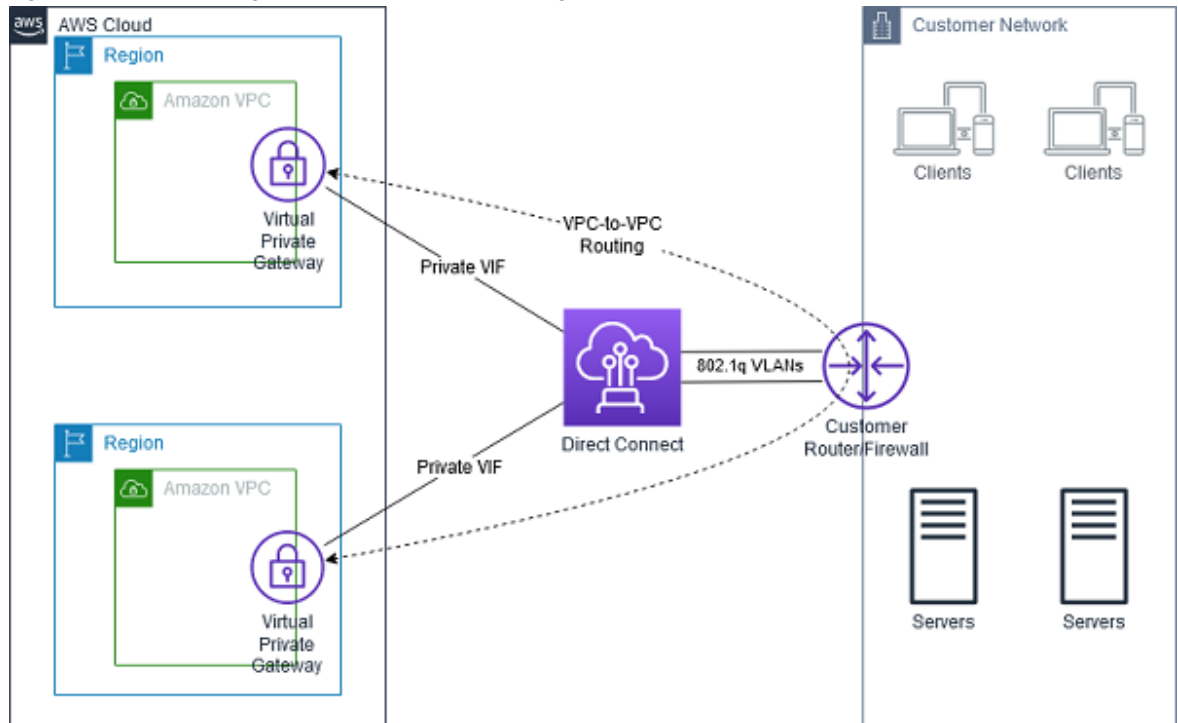 aws
AWS Cloud
Region
Amazon VPC
Virtual
Private
Gateway
Private VIF
VPC-to-VPC
Routing
Customer Network
Clients
Clients
802.1q VLANs
Direct Connect
Customer
Router/Firewall
Region
Amazon VPC
Private VIF
Virtual
Private
Gateway
Servers
Servers